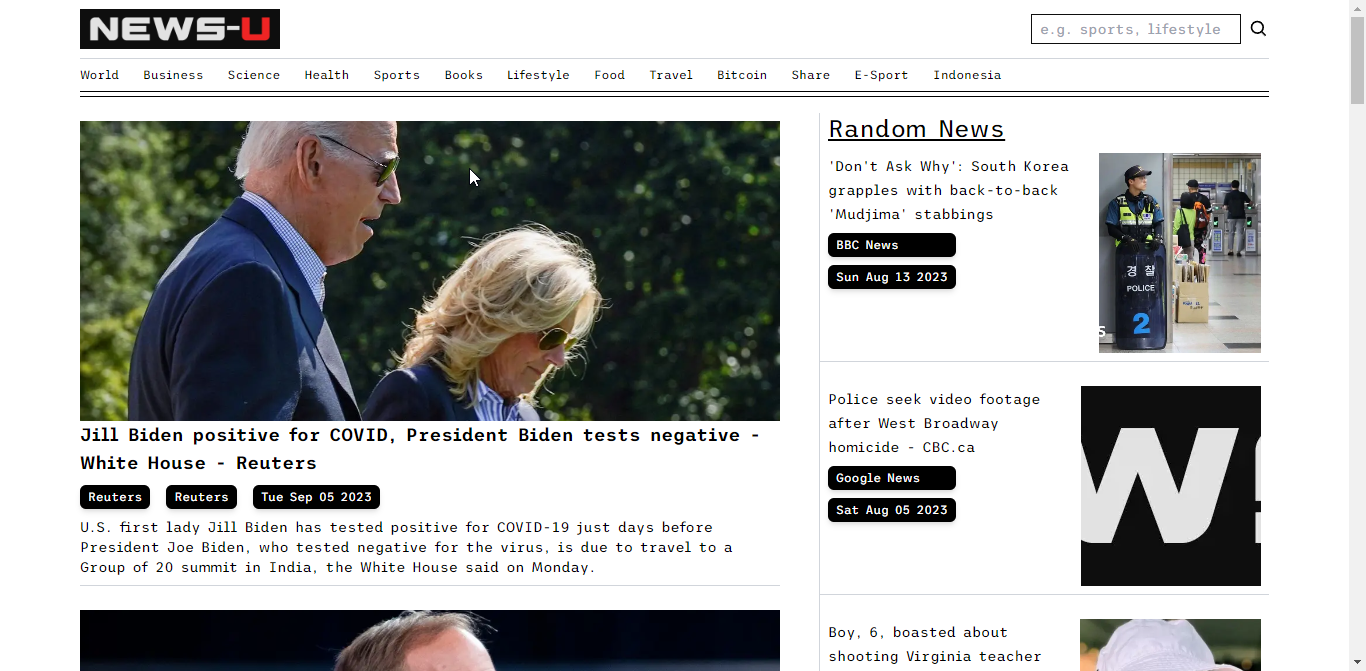 NEWS-U
e.g. sports, lifestyle
World Business Science Health Sports Books Lifestyle Food Travel Bitcoin Share E-Sport Indonesia
Jill Biden positive for COVID, President Biden tests negative -
White House - Reuters
Reuters Reuters Tue Sep 05 2023
U.S. first lady Jill Biden has tested positive for COVID-19 just days before
President Joe Biden, who tested negative for the virus, is due to travel to a
Group of 20 summit in India, the White House said on Monday.
Random News
'Don't Ask Why': South Korea
grapples with back-to-back
'Mudjima' stabbings
BBC News
Sun Aug 13 2023
경찰
POLICE
2
S
Police seek video footage
after West Broadway
homicide - CBC.ca
Google News
Sat Aug 05 2023
W
Boy, 6, boasted about
shooting Virginia teacher